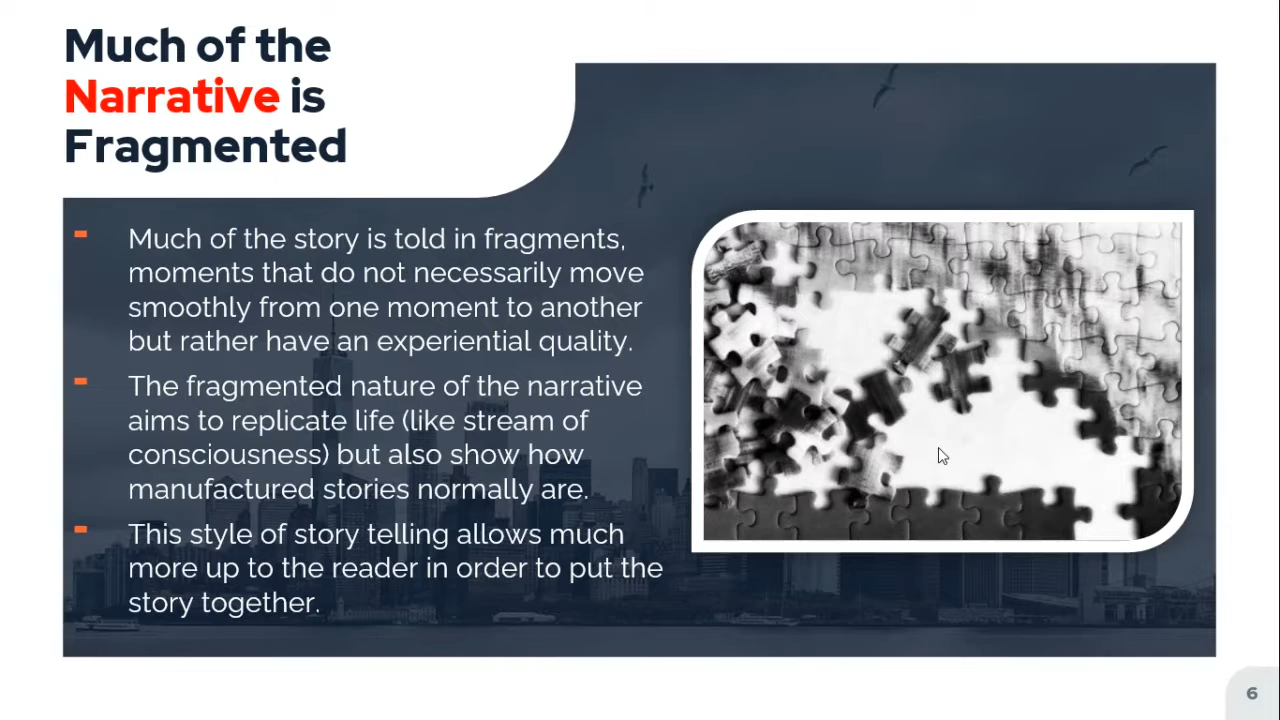 Much of the
Narrative is
Fragmented
Much of the story is told in fragments,
moments that do not necessarily move
smoothly from one moment to another
but rather have an experiential quality.
The fragmented nature of the narrative
aims to replicate life (like stream of
consciousness) but also show how
manufactured stories normally are.
This style of story telling allows much
more up to the reader in order to put the
story together.
6